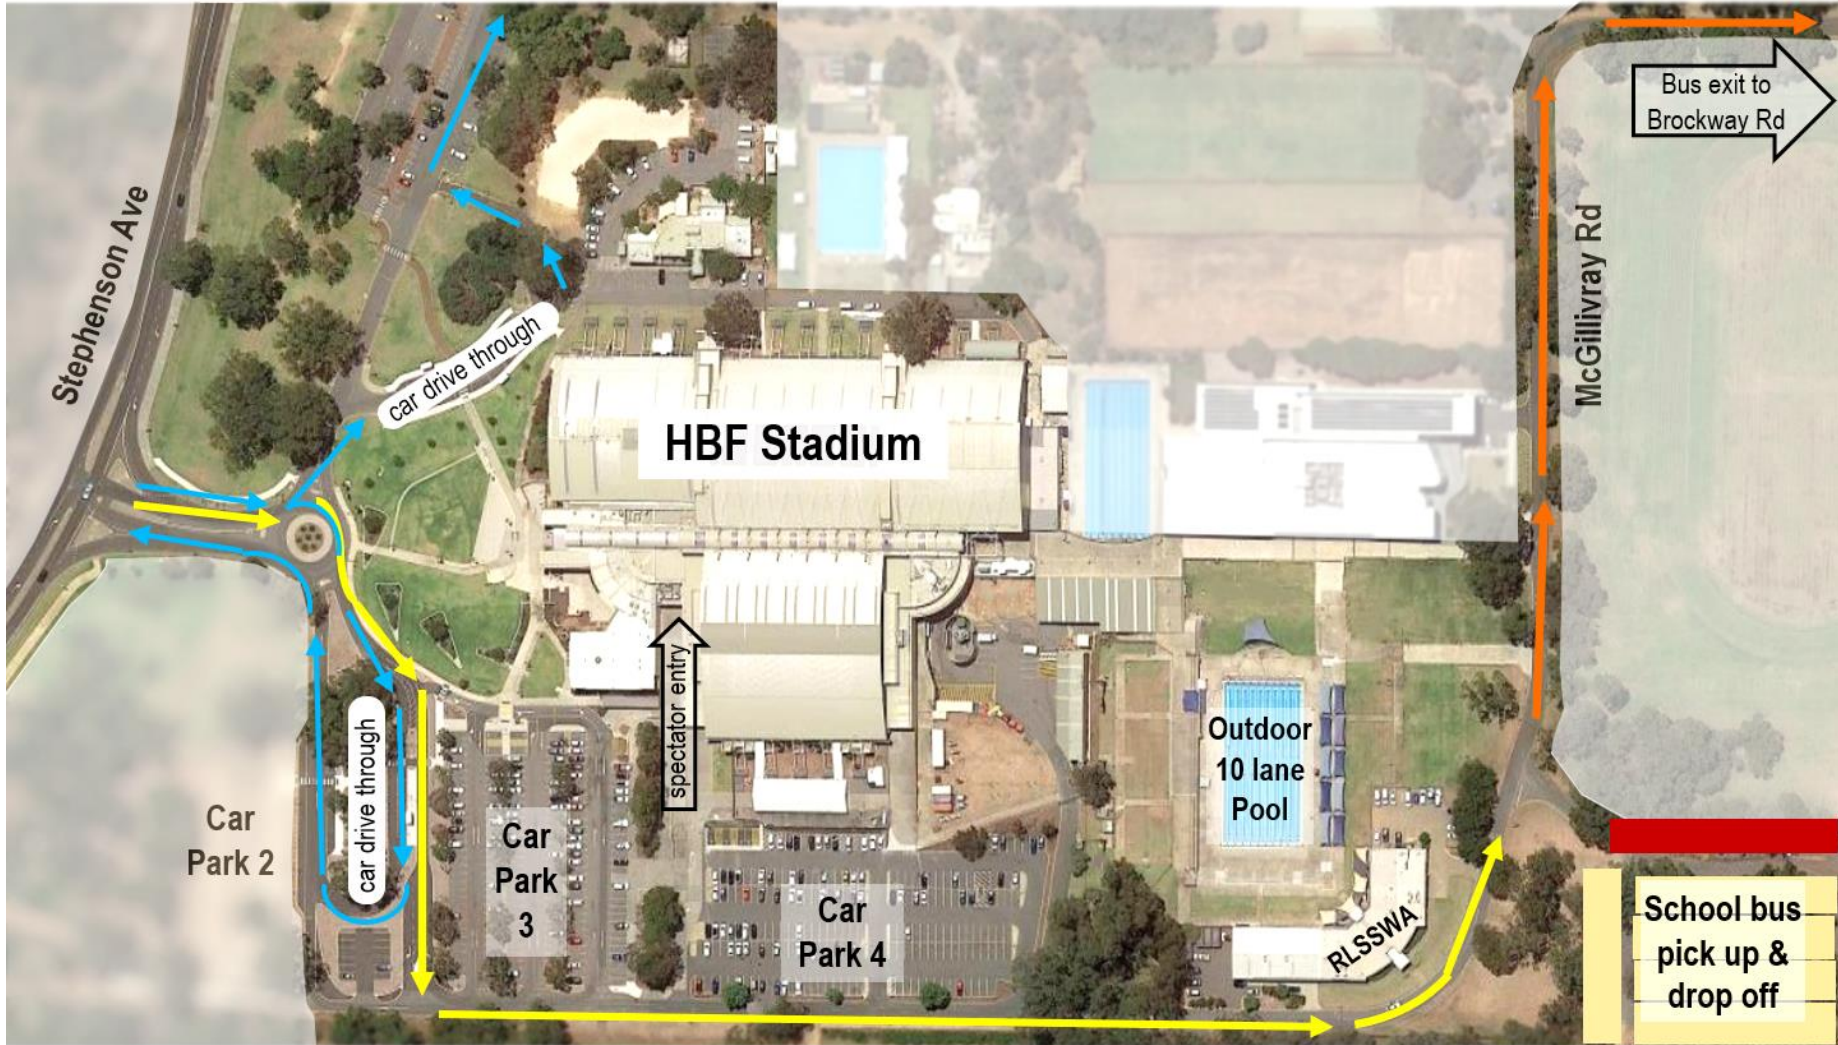 Bus exit to
Brockway Rd
Stephenson Ave
McGillivray Rd
car drive through
HBF Stadium
spectator entry
Outdoor
10 lane
Pool
car drive through
Car
Park 2
Car
Park
3
Car
Park 4
RLSSWA
School bus
pick up &
drop off